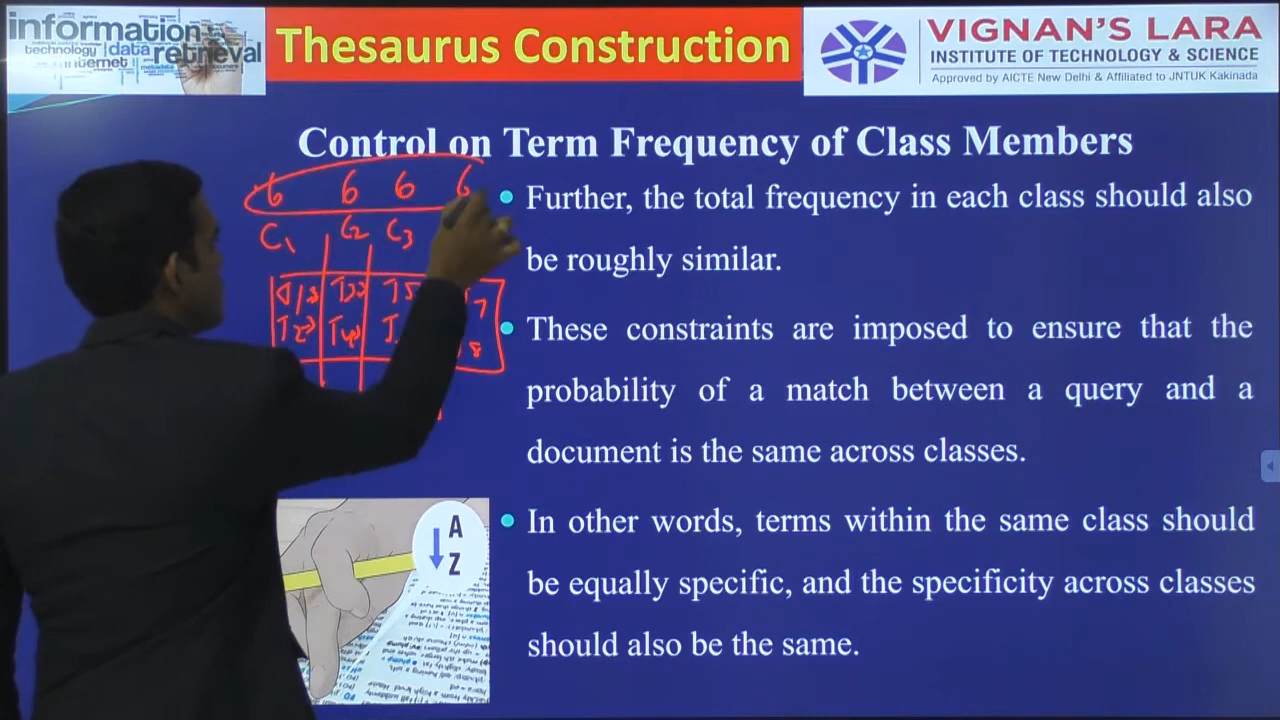 information
technology data retrieval
internet
Thesaurus Construction
VIGNAN'S LARA
INSTITUTE OF TECHNOLOGY & SCIENCE
Approved by AICTE New Delhi & Affiliated to JNTUK Kakinada
Control on Term Frequency of Class Members
6 6 6 6
C1 C2 C3
• Further, the total frequency in each class should also
be roughly similar.
• These constraints are imposed to ensure that the
probability of a match between a query and a
document is the same across classes.
• In other words, terms within the same class should
be equally specific, and the specificity across classes
should also be the same.
A
Z